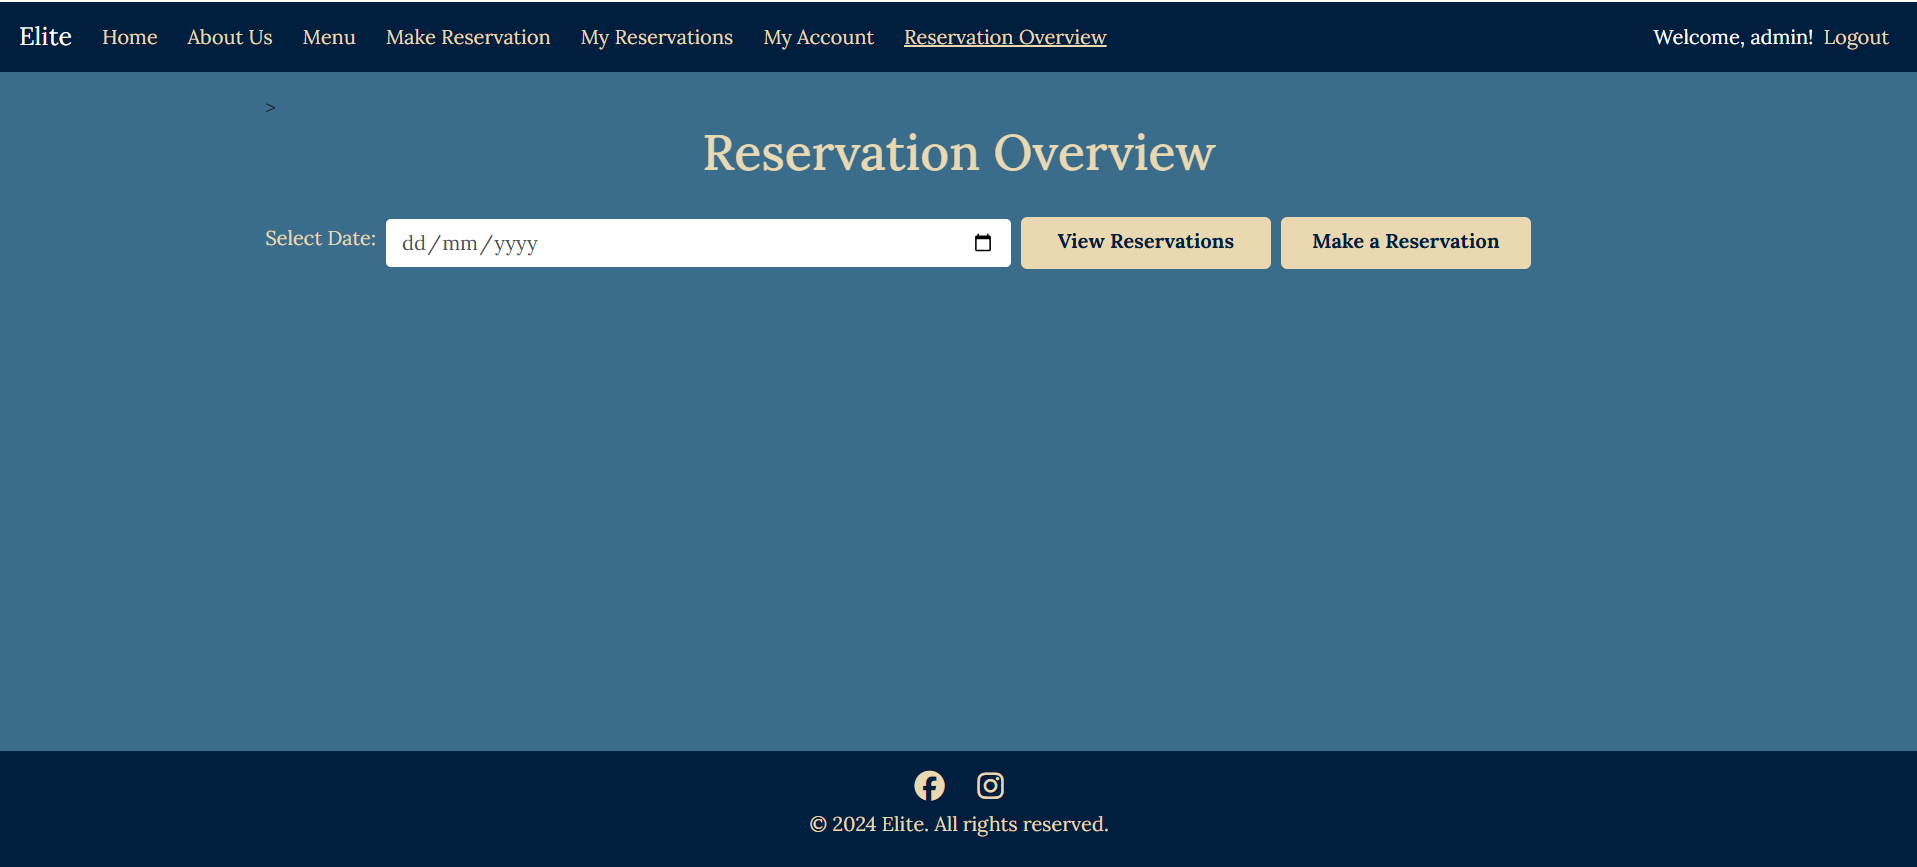 Elite Home About Us Menu Make Reservation My Reservations My Account Reservation Overview Welcome, admin! Logout
>
Reservation Overview
Select Date: dd/mm/yyyy View Reservations Make a Reservation
© 2024 Elite. All rights reserved.